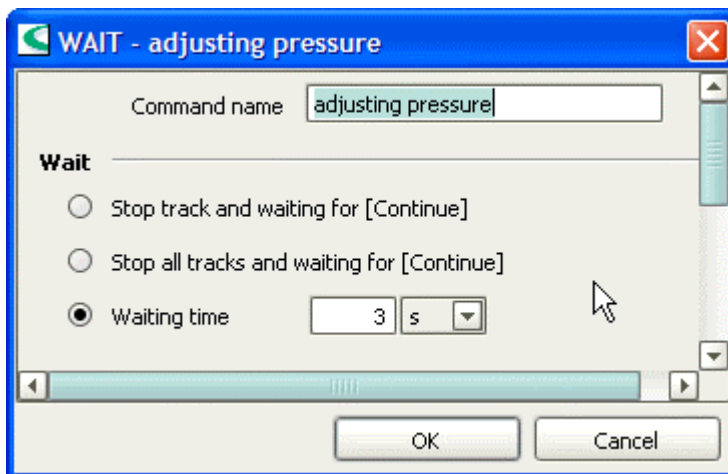 WAIT - adjusting pressure
Command name adjusting pressure
Wait
Stop track and waiting for [Continue]
Stop all tracks and waiting for [Continue]
Waiting time 3 s
OK Cancel